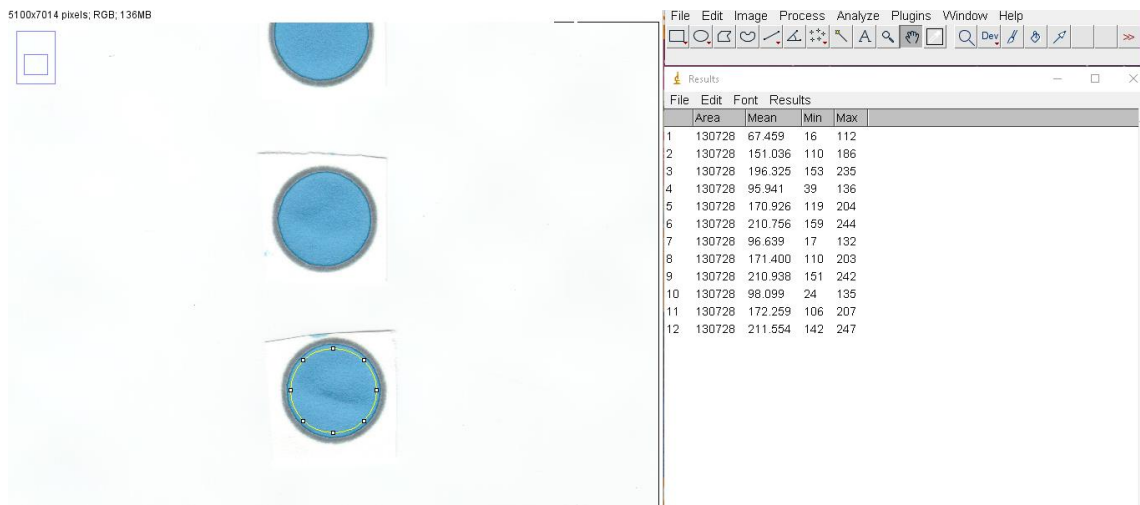 5100x7014 pixels; RGB; 136MB
File Edit Image Process Analyze Plugins Window Help
A Dev >>
Results
File Edit Font Results
Area Mean Min Max
1 130728 67.459 16 112
2 130728 151.036 110 186
3 130728 196.325 153 235
4 130728 95.941 39 136
5 130728 170.926 119 204
6 130728 210.756 159 244
7 130728 96.639 17 132
8 130728 171.400 110 203
9 130728 210.938 151 242
10 130728 98.099 24 135
11 130728 172.259 106 207
12 130728 211.554 142 247